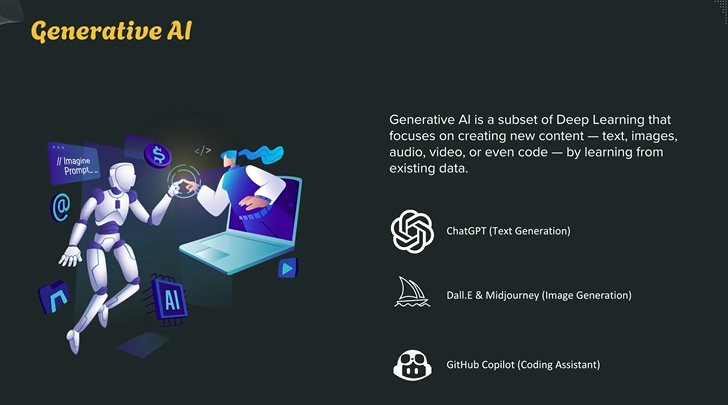 Generative AI
Generative AI is a subset of Deep Learning that
focuses on creating new content — text, images,
audio, video, or even code — by learning from
existing data.
// Imagine
Prompt...
$
</>
@
AI
ChatGPT (Text Generation)
Dall.E & Midjourney (Image Generation)
GitHub Copilot (Coding Assistant)